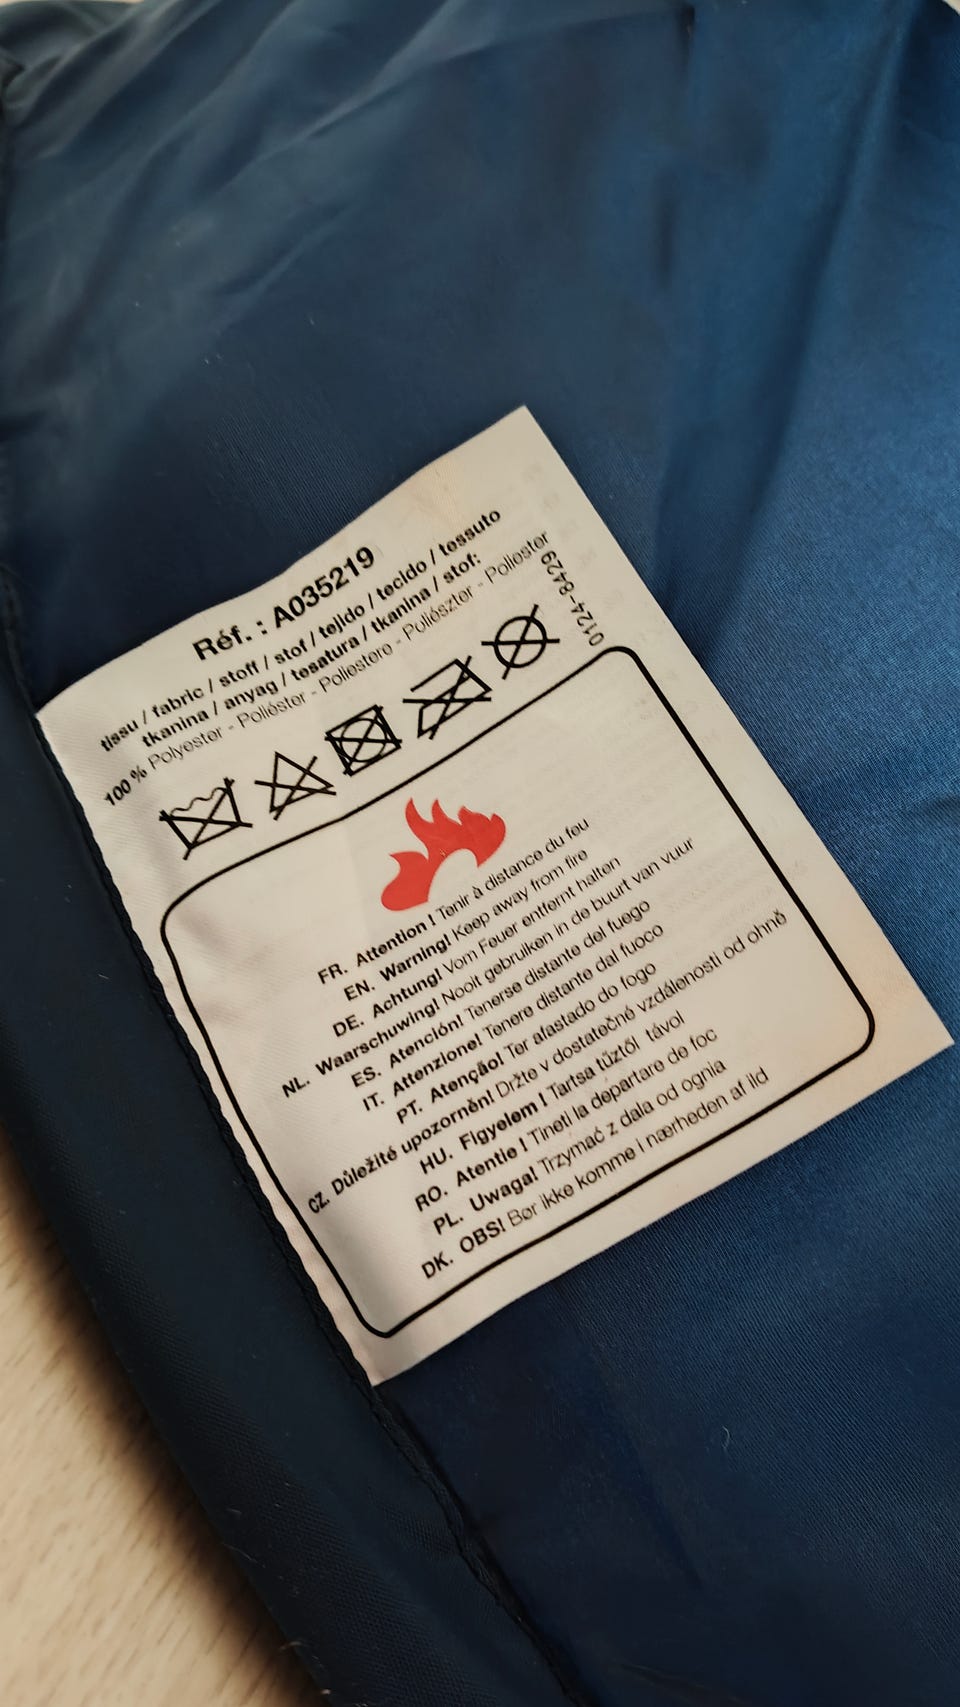 Réf. : A035219
tissu / fabric / stoff / stof / tejido / tecido / tessuto
tkanina / anyag / tesatura / tkanina / stof:
100 % Polyester - Poliéster - Poliestere - Poliészter - Poliester
0124-8429
FR. Attention ! Tenir à distance du feu
EN. Warning! Keep away from fire
DE. Achtung! Vom Feuer entfernt halten
NL. Waarschuwing! Nooit gebruiken in de buurt van vuur
ES. Atención! Tenerse distante del fuego
IT. Attenzione! Tenere distante dal fuoco
PT. Atenção! Ter afastado do fogo
CZ. Důležité upozorněn! Držte v dostatečné vzdálenosti od ohně
HU. Figyelem ! Tartsa tűztől távol
RO. Atentie ! Tineti la departare de foc
PL. Uwaga! Trzymać z dala od ognia
DK. OBS! Bør ikke komme i nærheden af ild